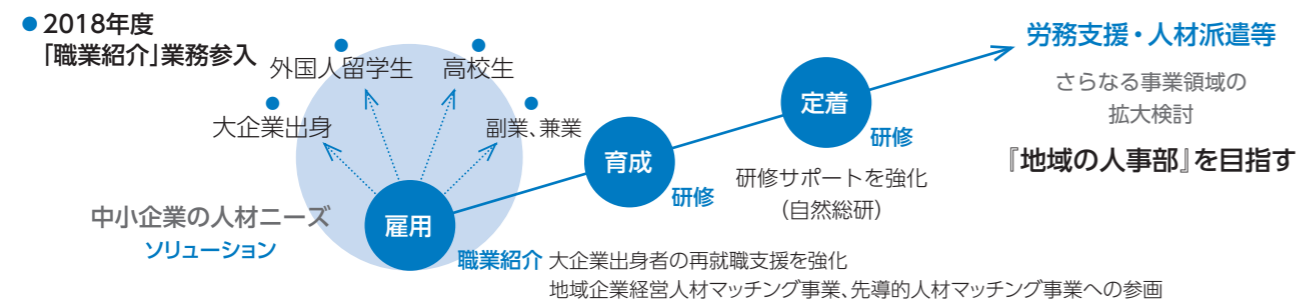 ●2018年度
「職業紹介」業務参入
外国人留学生
高校生
大企業出身
副業、兼業
中小企業の人材ニーズ
ソリューション
雇用
職業紹介 大企業出身者の再就職支援を強化
地域企業経営人材マッチング事業、先導的人材マッチング事業への参画
育成
研修
定着
研修
研修サポートを強化
（自然総研）
労務支援・人材派遣等
さらなる事業領域の
拡大検討
『地域の人事部』を目指す